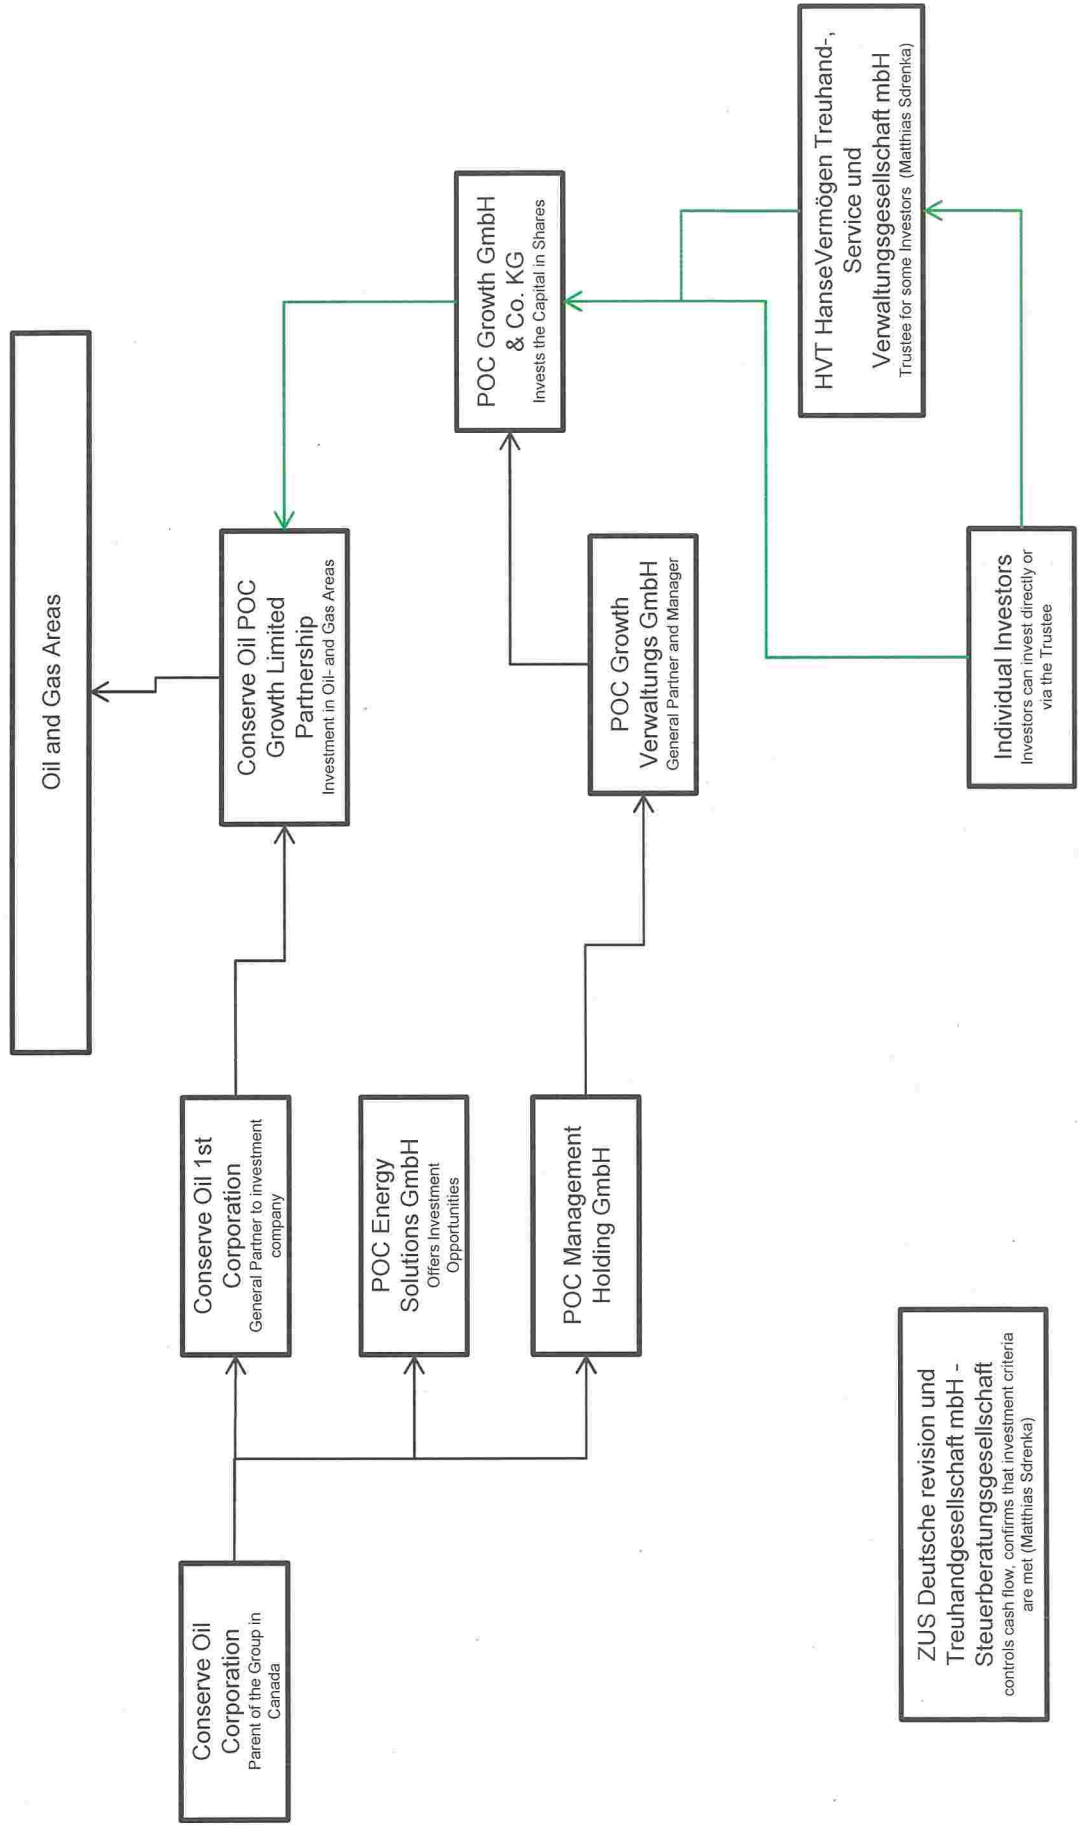 Oil and Gas Areas
Conserve Oil
Corporation
Parent of the Group in
Canada
Conserve Oil 1st
Corporation
General Partner to investment
company
Conserve Oil POC
Growth Limited
Partnership
Investment in Oil- and Gas Areas
POC Energy
Solutions GmbH
Offers Investment
Opportunities
POC Growth GmbH
& Co. KG
Invests the Capital in Shares
POC Management
Holding GmbH
POC Growth
Verwaltungs GmbH
General Partner and Manager
HVT HanseVermögen Treuhand-,
Service und
Verwaltungsgesellschaft mbH
Trustee for some Investors (Matthias Sdrenka)
ZUS Deutsche revision und
Treuhandgesellschaft mbH -
Steuerberatungsgesellschaft
controls cash flow, confirms that investment criteria
are met (Matthias Sdrenka)
Individual Investors
Investors can invest directly or
via the Trustee